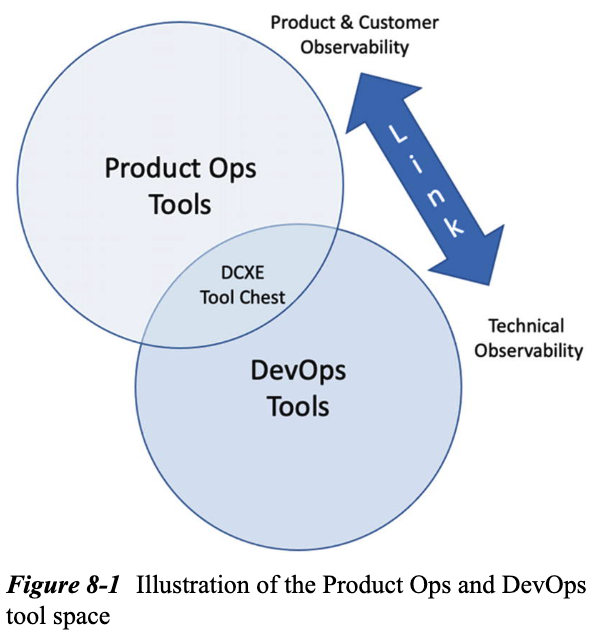 Product & Customer
Observability
Link
Product Ops
Tools
DCXE
Tool Chest
Technical
Observability
DevOps
Tools
Figure 8-1 Illustration of the Product Ops and DevOps
tool space